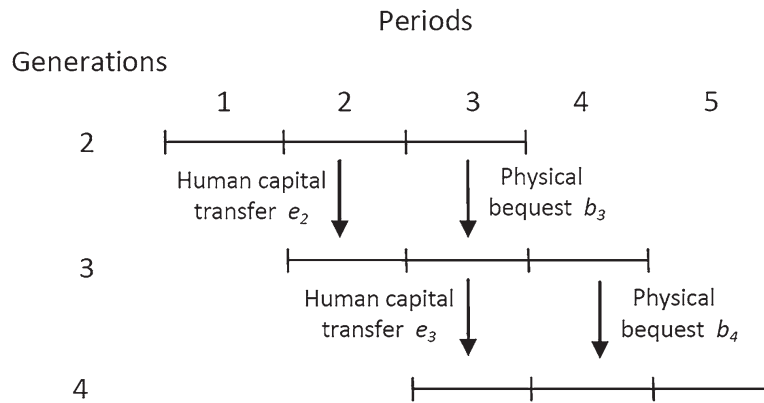 Periods
Generations
1 2 3 4 5
2
Human capital transfer e₂
Physical bequest b₃
3
Human capital transfer e₃
Physical bequest b₄
4